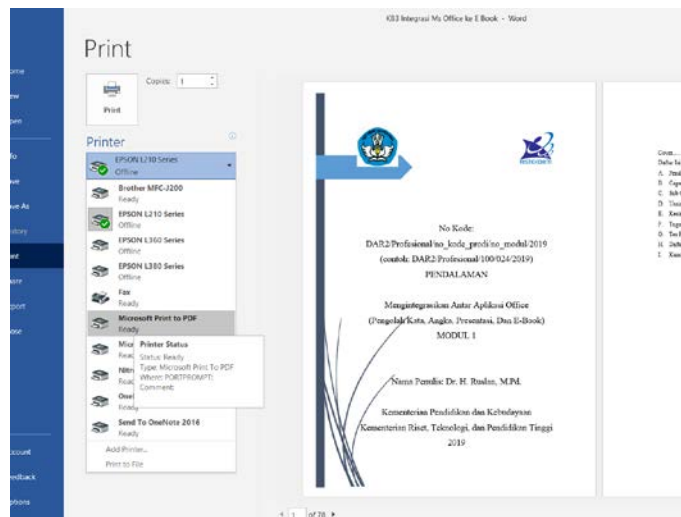 KB3 Integrasi Ms Office ke E Book - Word
Print
Copies: 1
Print
Printer
EPSON L210 Series
Offline
Brother MFC-J200
Ready
EPSON L210 Series
Offline
EPSON L360 Series
Offline
EPSON L380 Series
Offline
Fax
Ready
Microsoft Print to PDF
Ready
Printer Status
Status: Ready
Type: Microsoft Print To PDF
Where: PORTPROMPT:
Comment:
Send To OneNote 2016
Ready
Add Printer...
Print to File
No Kode:
DAR2/Profesional/no_kode_prodi/no_modul/2019
(contoh: DAR2/Profesional/100/024/2019)
PENDALAMAN
Mengintegrasikan Antar Aplikasi Office
(Pengolah Kata, Angka, Presentasi, Dan E-Book)
MODUL 1
Nama Penulis: Dr. H. Ruslan, M.Pd.
Kementerian Pendidikan dan Kebudayaan
Kementerian Riset, Teknologi, dan Pendidikan Tinggi
2019
1 of 78